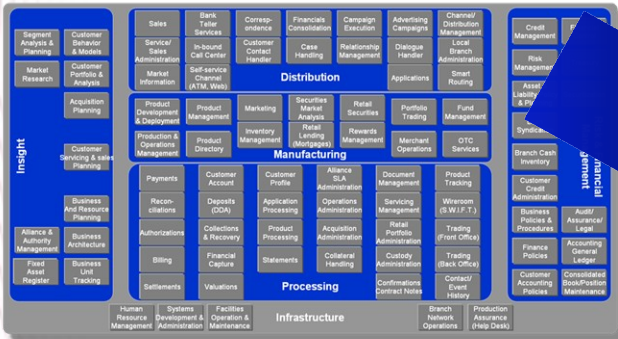 Segment
Analysis &
Planning
Customer
Behavior
& Models
Market
Research
Customer
Portfolio &
Analysis
Acquisition
Planning
Customer
Servicing & sales
Planning
Business
And Resource
Planning
Alliance &
Authority
Management
Business
Architecture
Fixed
Asset
Register
Business
Unit
Tracking
Insight
Sales
Bank
Teller
Services
Corresp-
ondence
Financials
Consolidation
Campaign
Execution
Advertising
Campaigns
Channel/
Distribution
Management
Service/
Sales
Administration
In-bound
Call Center
Customer
Contact
Handler
Case
Handling
Relationship
Management
Dialogue
Handler
Local
Branch
Administration
Market
Information
Self-service
Channel
(ATM, Web)
Distribution
Applications
Smart
Routing
Product
Development
& Deployment
Product
Management
Marketing
Securities
Market
Analysis
Retail
Securities
Portfolio
Trading
Fund
Management
Production &
Operations
Management
Product
Directory
Inventory
Management
Retail
Lending
(Mortgages)
Rewards
Management
Merchant
Operations
OTC
Services
Manufacturing
Payments
Customer
Account
Customer
Profile
Alliance
SLA
Administration
Document
Management
Product
Tracking
Recon-
ciliations
Deposits
(DDA)
Application
Processing
Operations
Administration
Servicing
Management
Wireroom
(S.W.I.F.T.)
Authorizations
Collections
& Recovery
Product
Processing
Acquisition
Administration
Retail
Portfolio
Administration
Trading
(Front Office)
Billing
Financial
Capture
Statements
Collateral
Handling
Custody
Administration
Trading
(Back Office)
Settlements
Valuations
Processing
Confirmations
Contract Notes
Contact/
Event
History
Credit
Management
Risk
Management
Asset
Liability
& P
Syndica
Branch Cash
Inventory
Customer
Credit
Administration
Business
Policies &
Procedures
Audit/
Assurance/
Legal
Finance
Policies
Accounting
General
Ledger
Customer
Accounting
Policies
Consolidated
Book/Position
Maintenance
Financial
gement
Human
Resource
Management
Systems
Development &
Administration
Facilities
Operation &
Maintenance
Infrastructure
Branch
Network
Operations
Production
Assurance
(Help Desk)